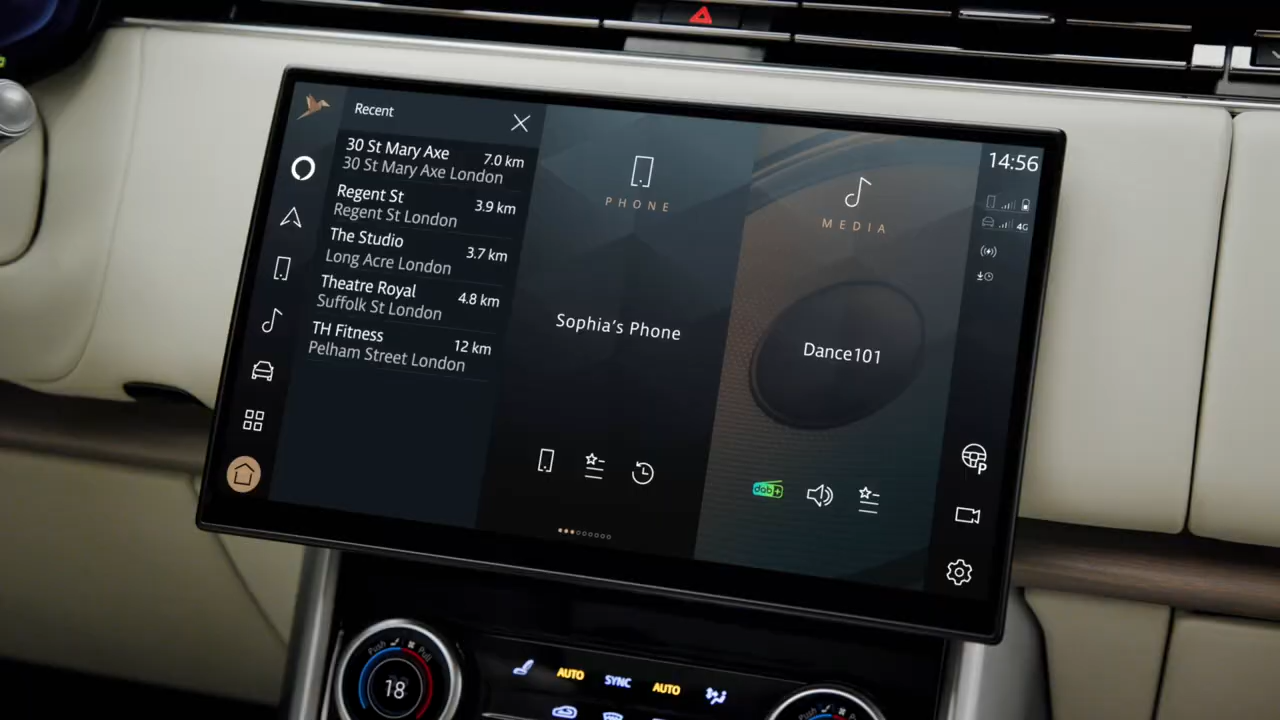 Recent
30 St Mary Axe 7.0 km
30 St Mary Axe London
Regent St 3.9 km
Regent St London
The Studio 3.7 km
Long Acre London
Theatre Royal 4.8 km
Suffolk St London
TH Fitness 12 km
Pelham Street London
PHONE
Sophia's Phone
MEDIA
Dance101
dab+
14:56
4G
P
Push Pull
18
AUTO SYNC AUTO